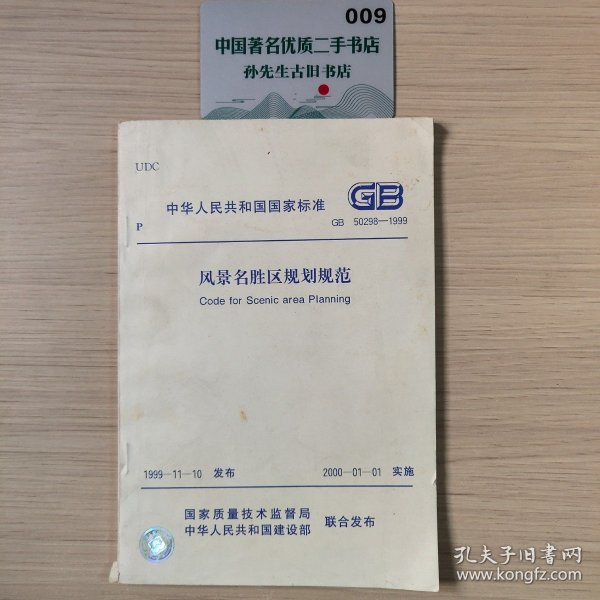 009
中国著名优质二手书店
孙先生古旧书店
UDC
中华人民共和国国家标准
GB
P
GB 50298—1999
风景名胜区规划规范
Code for Scenic area Planning
1999—11—10 发布
2000—01—01 实施
国家质量技术监督局
中华人民共和国建设部
联合发布
孔夫子旧书网
www.kongfz.com